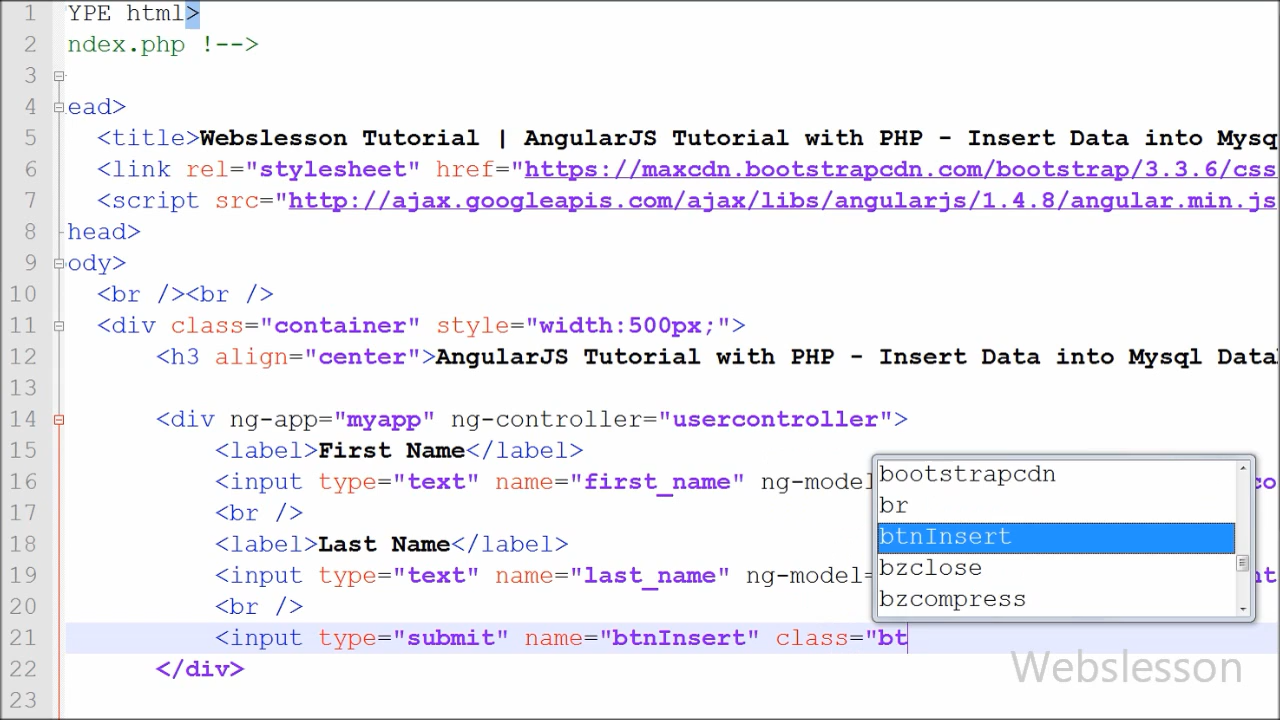 1 YPE html>
2 ndex.php !-->
3
4 ead>
5 <title>Webslesson Tutorial | AngularJS Tutorial with PHP - Insert Data into Mysq
6 <link rel="stylesheet" href="https://maxcdn.bootstrapcdn.com/bootstrap/3.3.6/css
7 <script src="http://ajax.googleapis.com/ajax/libs/angularjs/1.4.8/angular.min.js
8 head>
9 ody>
10 <br /><br />
11 <div class="container" style="width:500px;">
12 <h3 align="center">AngularJS Tutorial with PHP - Insert Data into Mysql Data
13
14 <div ng-app="myapp" ng-controller="usercontroller">
15 <label>First Name</label>
16 <input type="text" name="first_name" ng-model co
17 <br />
18 <label>Last Name</label>
19 <input type="text" name="last_name" ng-model= nt
20 <br />
21 <input type="submit" name="btnInsert" class="bt
22 </div>
23
bootstrapcdn
br
btnInsert
bzclose
bzcompress
Webslesson